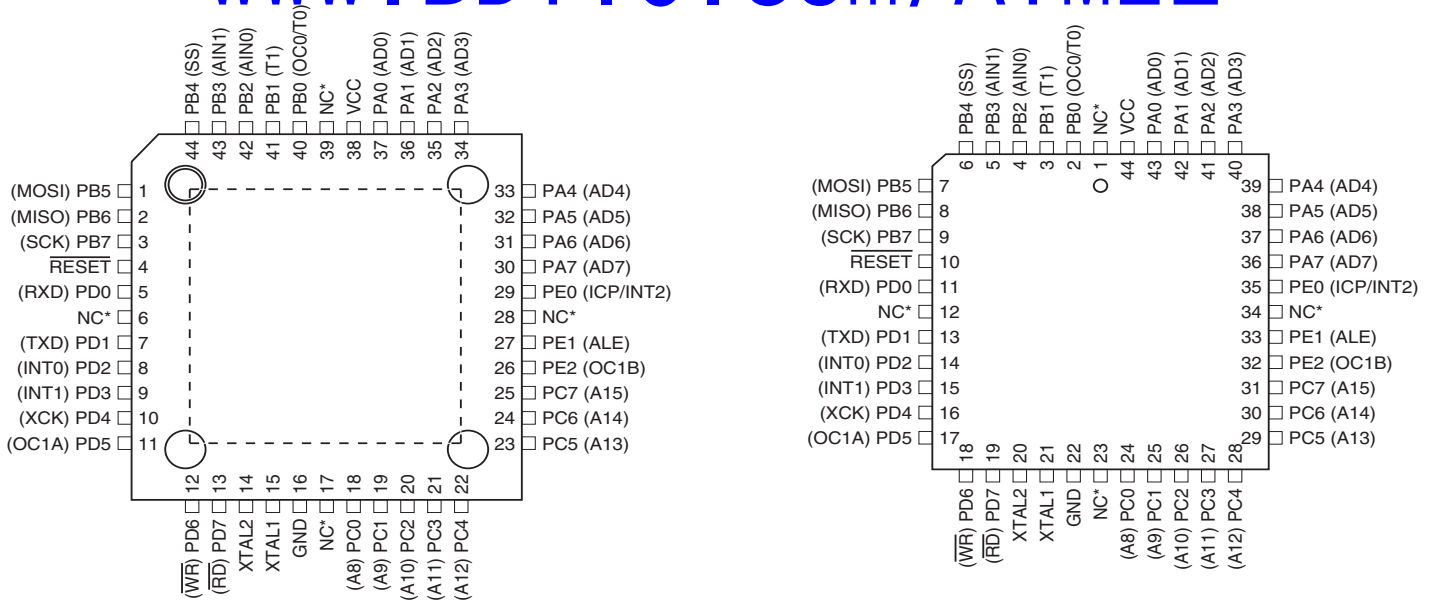 PB4 (SS)
PB3 (AIN1)
PB2 (AIN0)
PB1 (T1)
PB0 (OC0/T0)
NC*
VCC
PA0 (AD0)
PA1 (AD1)
PA2 (AD2)
PA3 (AD3)
44
43
42
41
40
39
38
37
36
35
34
(MOSI) PB5 1
(MISO) PB6 2
(SCK) PB7 3
RESET 4
(RXD) PD0 5
NC* 6
(TXD) PD1 7
(INT0) PD2 8
(INT1) PD3 9
(XCK) PD4 10
(OC1A) PD5 11
33 PA4 (AD4)
32 PA5 (AD5)
31 PA6 (AD6)
30 PA7 (AD7)
29 PE0 (ICP/INT2)
28 NC*
27 PE1 (ALE)
26 PE2 (OC1B)
25 PC7 (A15)
24 PC6 (A14)
23 PC5 (A13)
12
13
14
15
16
17
18
19
20
21
22
(WR) PD6
(RD) PD7
XTAL2
XTAL1
GND
NC*
(A8) PC0
(A9) PC1
(A10) PC2
(A11) PC3
(A12) PC4
PB4 (SS)
PB3 (AIN1)
PB2 (AIN0)
PB1 (T1)
PB0 (OC0/T0)
NC*
VCC
PA0 (AD0)
PA1 (AD1)
PA2 (AD2)
PA3 (AD3)
6
5
4
3
2
1
44
43
42
41
40
(MOSI) PB5 7
(MISO) PB6 8
(SCK) PB7 9
RESET 10
(RXD) PD0 11
NC* 12
(TXD) PD1 13
(INT0) PD2 14
(INT1) PD3 15
(XCK) PD4 16
(OC1A) PD5 17
39 PA4 (AD4)
38 PA5 (AD5)
37 PA6 (AD6)
36 PA7 (AD7)
35 PE0 (ICP/INT2)
34 NC*
33 PE1 (ALE)
32 PE2 (OC1B)
31 PC7 (A15)
30 PC6 (A14)
29 PC5 (A13)
18
19
20
21
22
23
24
25
26
27
28
(WR) PD6
(RD) PD7
XTAL2
XTAL1
GND
NC*
(A8) PC0
(A9) PC1
(A10) PC2
(A11) PC3
(A12) PC4